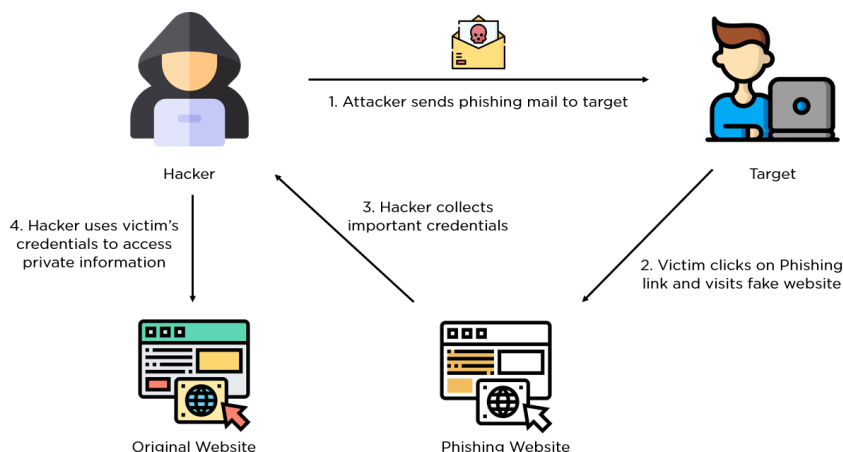 1. Attacker sends phishing mail to target
Hacker
Target
3. Hacker collects
important credentials
4. Hacker uses victim's
credentials to access
private information
2. Victim clicks on Phishing
link and visits fake website
Original Website
Phishing Website